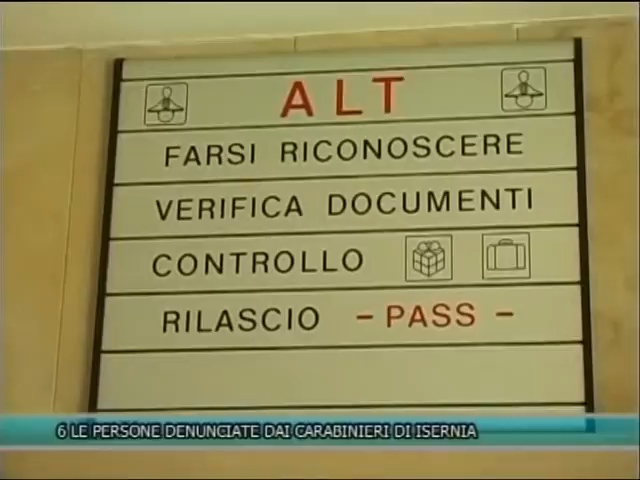 ALT
FARSI RICONOSCERE
VERIFICA DOCUMENTI
CONTROLLO
RILASCIO - PASS -
6 LE PERSONE DENUNCIATE DAI CARABINIERI DI ISERNIA